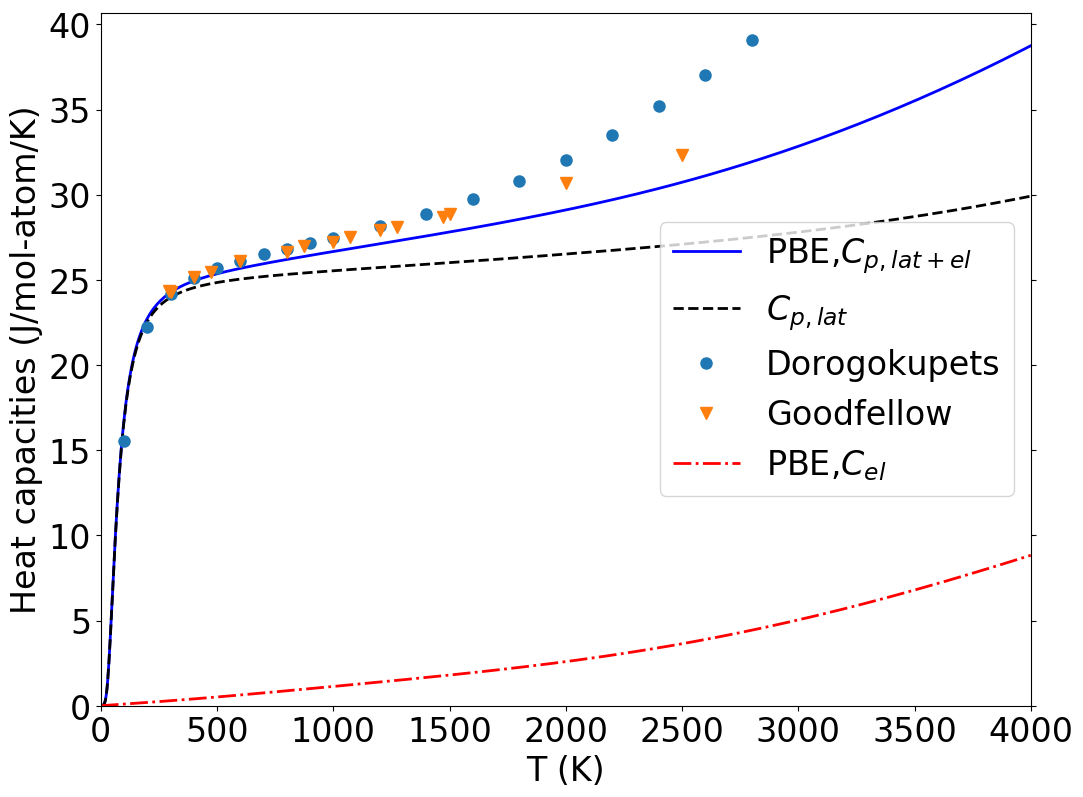 40
35
30
25
20
15
10
5
0
Heat capacities (J/mol-atom/K)
PBE,C_{p, lat+el}
C_{p, lat}
Dorogokupets
Goodfellow
PBE,C_{el}
0 500 1000 1500 2000 2500 3000 3500 4000
T (K)